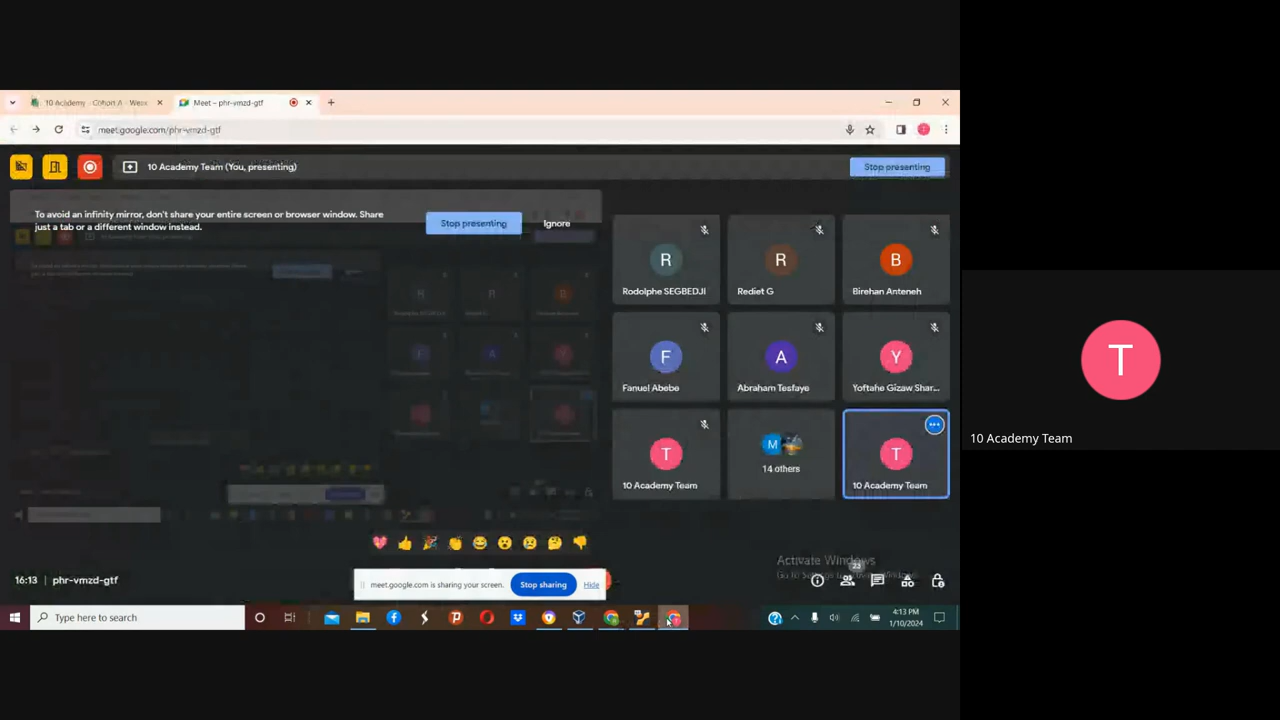 10 Academy - Cohort A - Week
Meet – phr-vmzd-gtf
meet.google.com/phr-vmzd-gtf
10 Academy Team (You, presenting)
Stop presenting
To avoid an infinity mirror, don't share your entire screen or browser window. Share
just a tab or a different window instead.
Stop presenting
Ignore
R
R
B
Rodolphe SEGBEDJI
Rediet G
Birehan Anteneh
F
A
Y
Fanuel Abebe
Abraham Tesfaye
Yoftahe Gizaw Shar...
T
M
T
10 Academy Team
14 others
10 Academy Team
T
10 Academy Team
Activate Windows
16:13 | phr-vmzd-gtf
meet.google.com is sharing your screen.
Stop sharing
Hide
23
Type here to search
4:13 PM
1/10/2024